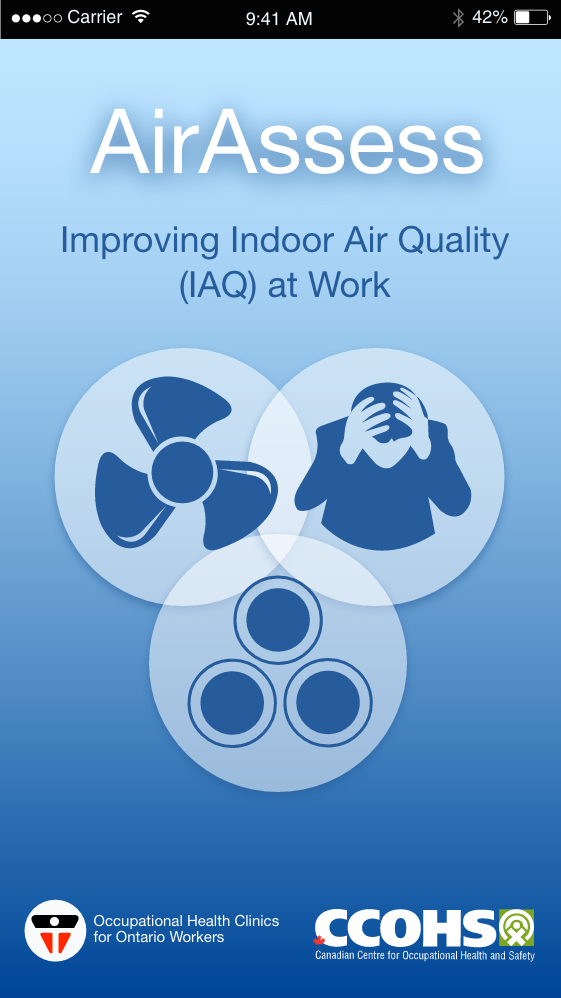 Carrier 9:41 AM 42%
AirAssess
Improving Indoor Air Quality
(IAQ) at Work
Occupational Health Clinics
for Ontario Workers
CCOHS
Canadian Centre for Occupational Health and Safety